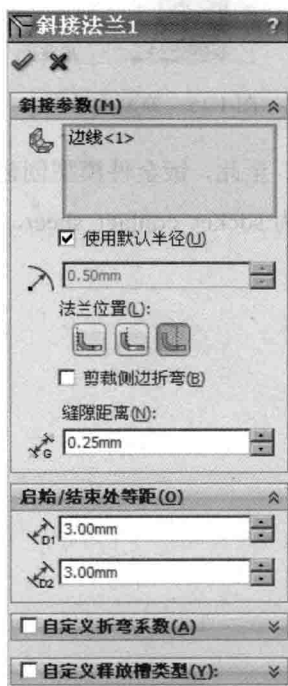 斜接法兰1 ?
斜接参数(M)
边线<1>
使用默认半径(U)
0.50mm
法兰位置(L):
剪裁侧边折弯(B)
缝隙距离(N):
G 0.25mm
启始/结束处等距(O)
D1 3.00mm
D2 3.00mm
自定义折弯系数(A)
自定义释放槽类型(Y):